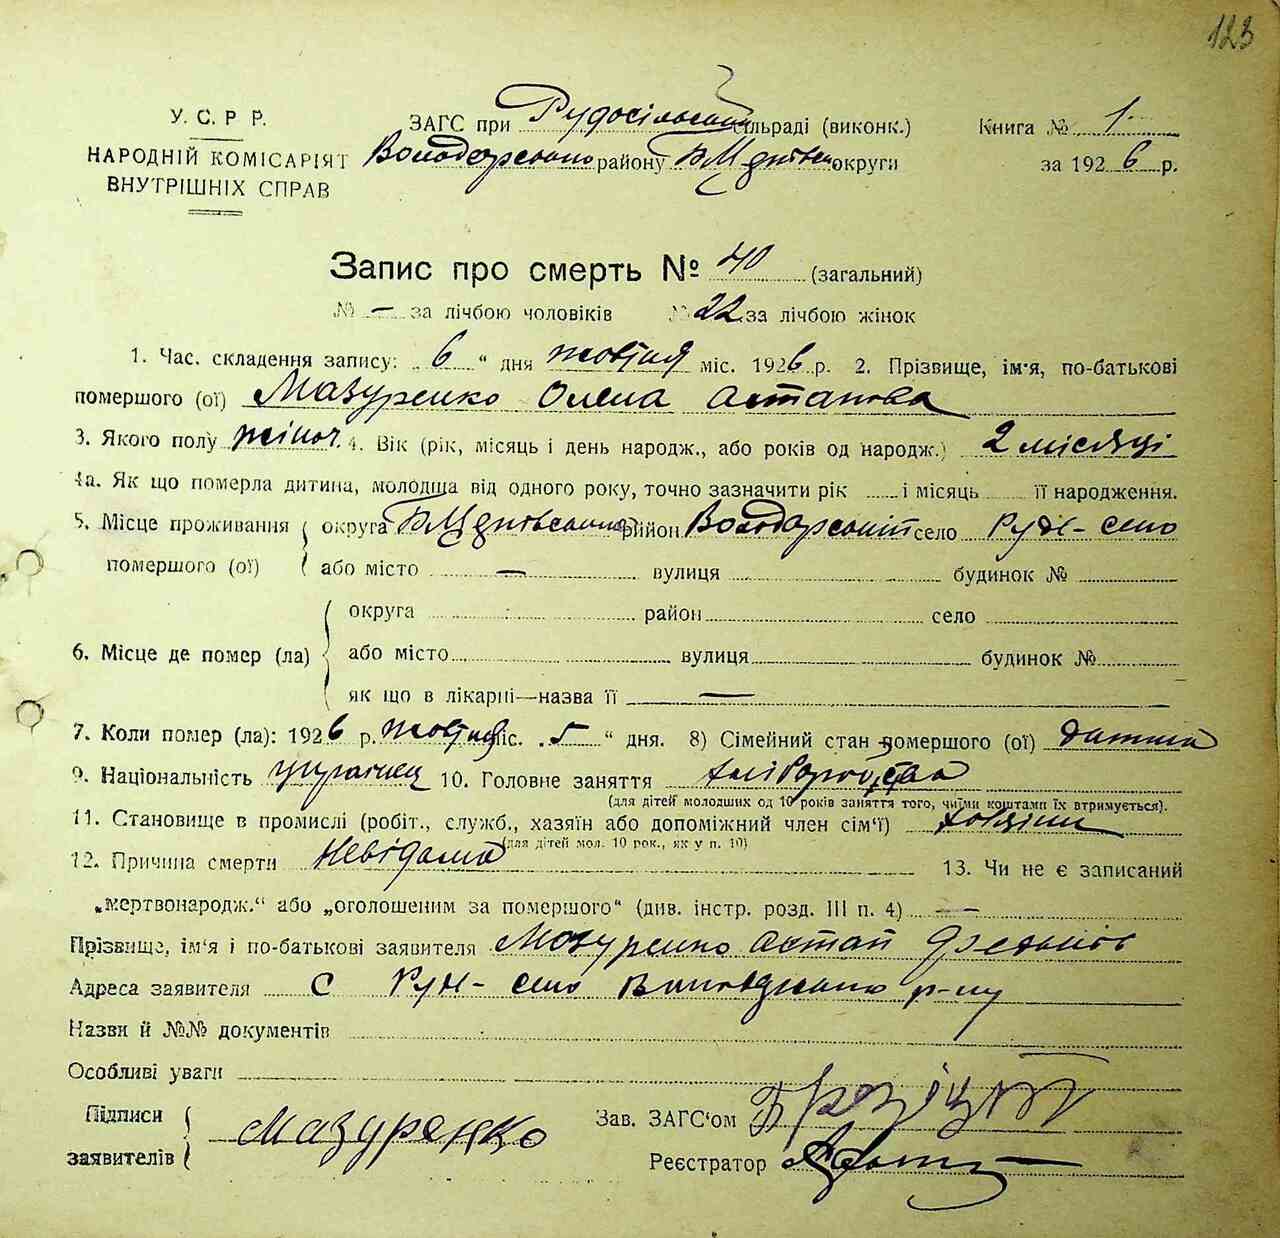 123
У. С. Р Р.
НАРОДНІЙ КОМІСАРІЯТ
ВНУТРІШНІХ СПРАВ
ЗАГС при Рудосільській сільраді (виконк.)
Володарського району Б Ц округи
Книга № 1
за 1926 р.
Запис про смерть № 40 (загальний)
№ — за лічбою чоловіків № 22 за лічбою жінок
1. Час. складення запису: „ 6 “ дня жовтня міс. 1926 р. 2. Прізвище, ім'я, по-батькові
помершого (ої) Мазуренко Олена Остапова
3. Якого полу жіноч. 4. Вік (рік, місяць і день народж., або років од народж.) 2 місяці
4а. Як що померла дитина, молодша від одного року, точно зазначити рік і місяць її народження.
5. Місце проживання округа район Володарський село Руде-село
помершого (ої) або місто — вулиця будинок №
округа район село
6. Місце де помер (ла) або місто вулиця будинок №
як що в лікарні—назва її —
7. Коли помер (ла): 1926 р. жовтня міс. „ 5 “ дня. 8) Сімейний стан помершого (ої) дитина
9. Національність українец 10. Головне заняття хліборобство
(для дітей молодших од 10 років заняття того, чиїми коштами їх втримується).
11. Становище в промислі (робіт., служб., хазяїн або допоміжний член сім'ї) хазяїн
(для дітей мол. 10 рок., як у п. 10)
12. Причина смерти невідома 13. Чи не є записаний
„мертвонародж.“ або „оголошеним за помершого“ (див. інстр. розд. III п. 4) —
Прізвище, ім'я і по-батькові заявителя Мазуренко Остап
Адреса заявителя с Руде-село р-ну
Назви й №№ документів
Особливі уваги
Підписи
заявителів Мазуренко
Зав. ЗАГС'ом
Реєстратор